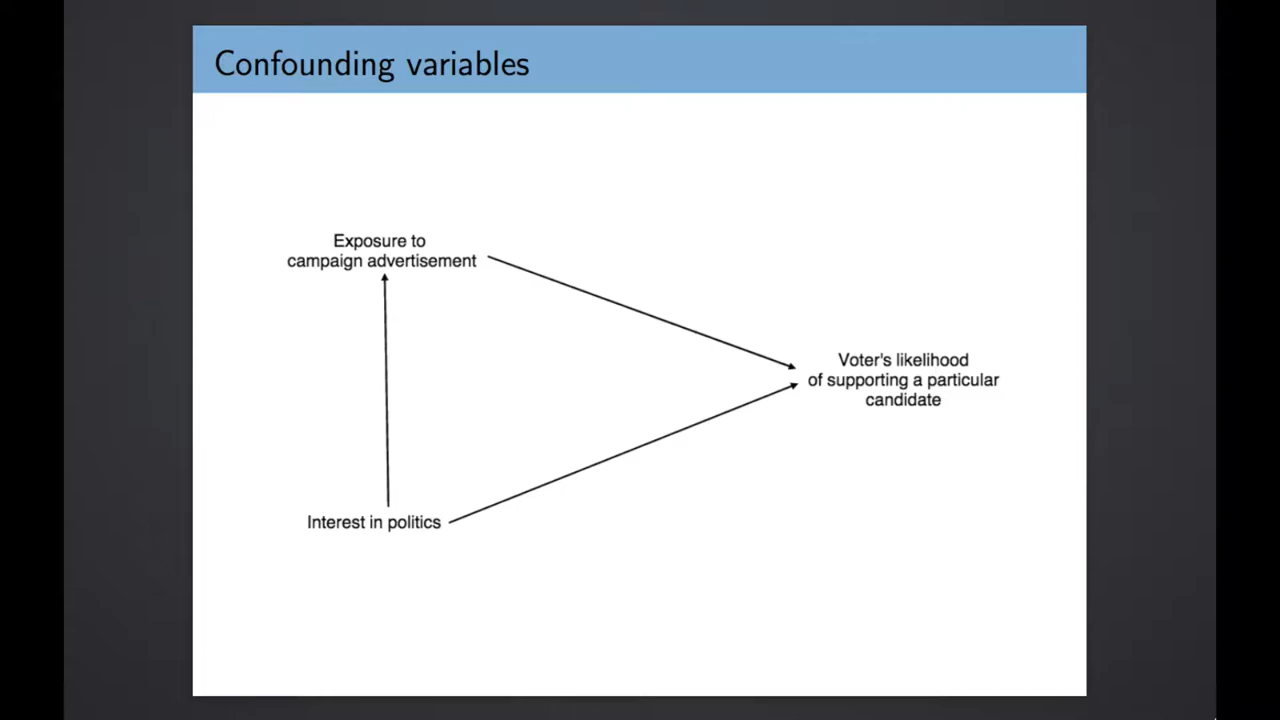 Confounding variables
Exposure to
campaign advertisement
Voter's likelihood
of supporting a particular
candidate
Interest in politics